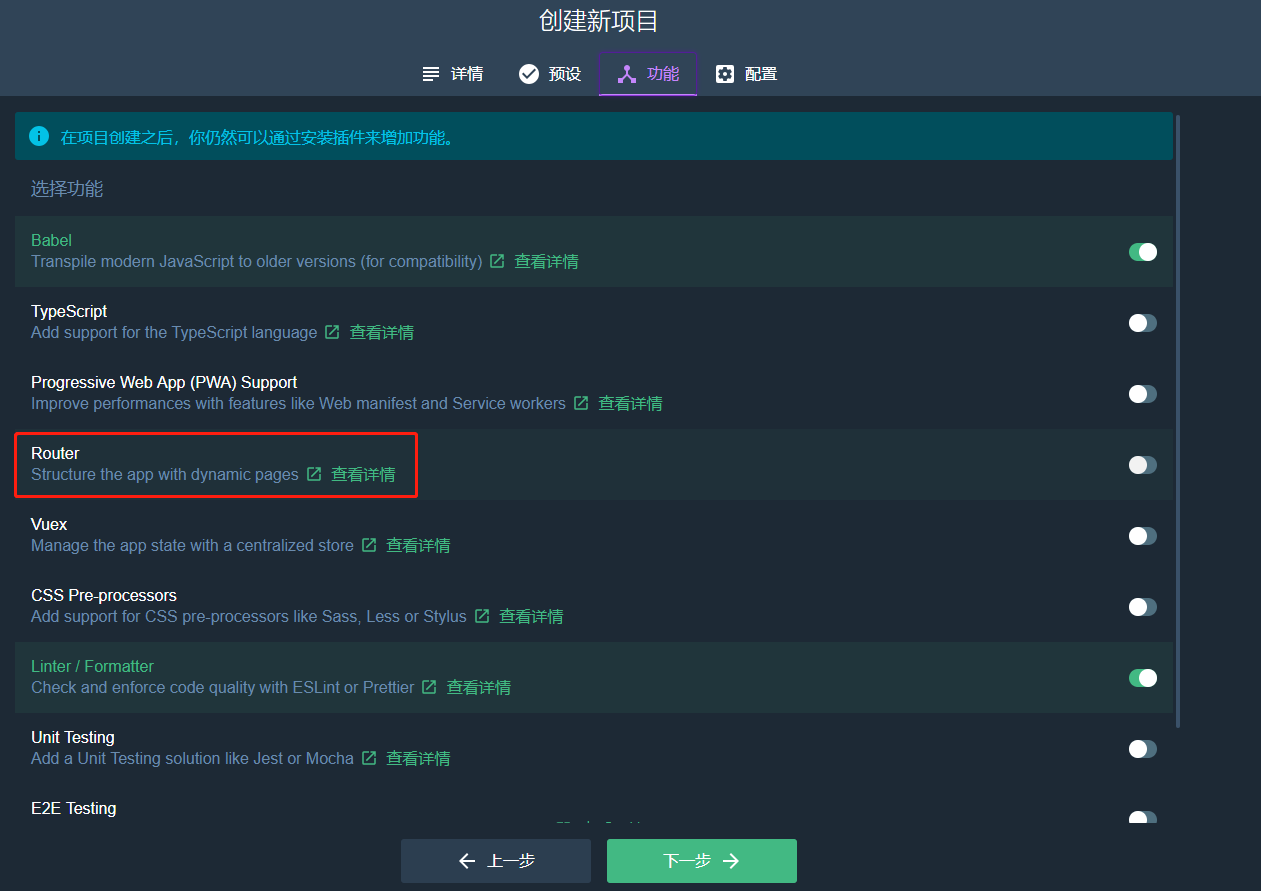 创建新项目
详情 预设 功能 配置
在项目创建之后，你仍然可以通过安装插件来增加功能。
选择功能
Babel
Transpile modern JavaScript to older versions (for compatibility) 查看详情
TypeScript
Add support for the TypeScript language 查看详情
Progressive Web App (PWA) Support
Improve performances with features like Web manifest and Service workers 查看详情
Router
Structure the app with dynamic pages 查看详情
Vuex
Manage the app state with a centralized store 查看详情
CSS Pre-processors
Add support for CSS pre-processors like Sass, Less or Stylus 查看详情
Linter / Formatter
Check and enforce code quality with ESLint or Prettier 查看详情
Unit Testing
Add a Unit Testing solution like Jest or Mocha 查看详情
E2E Testing
上一步 下一步